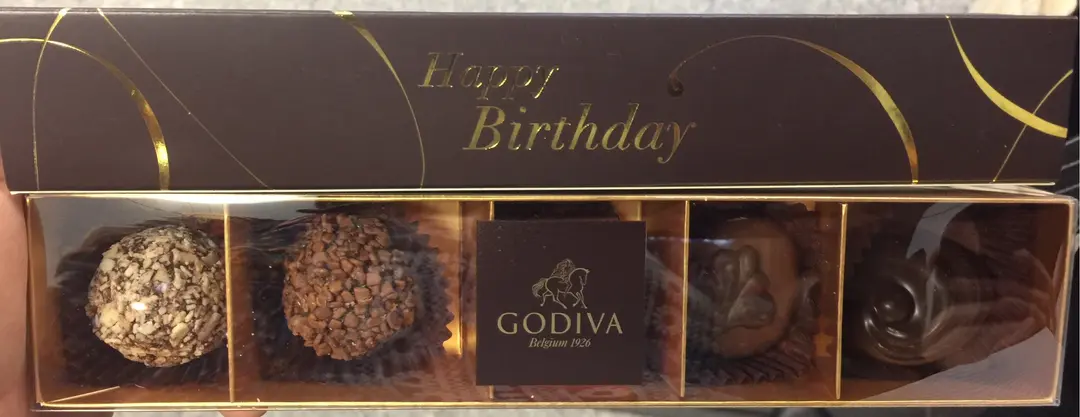 Happy
Birthday
GODIVA
Belgium 1926